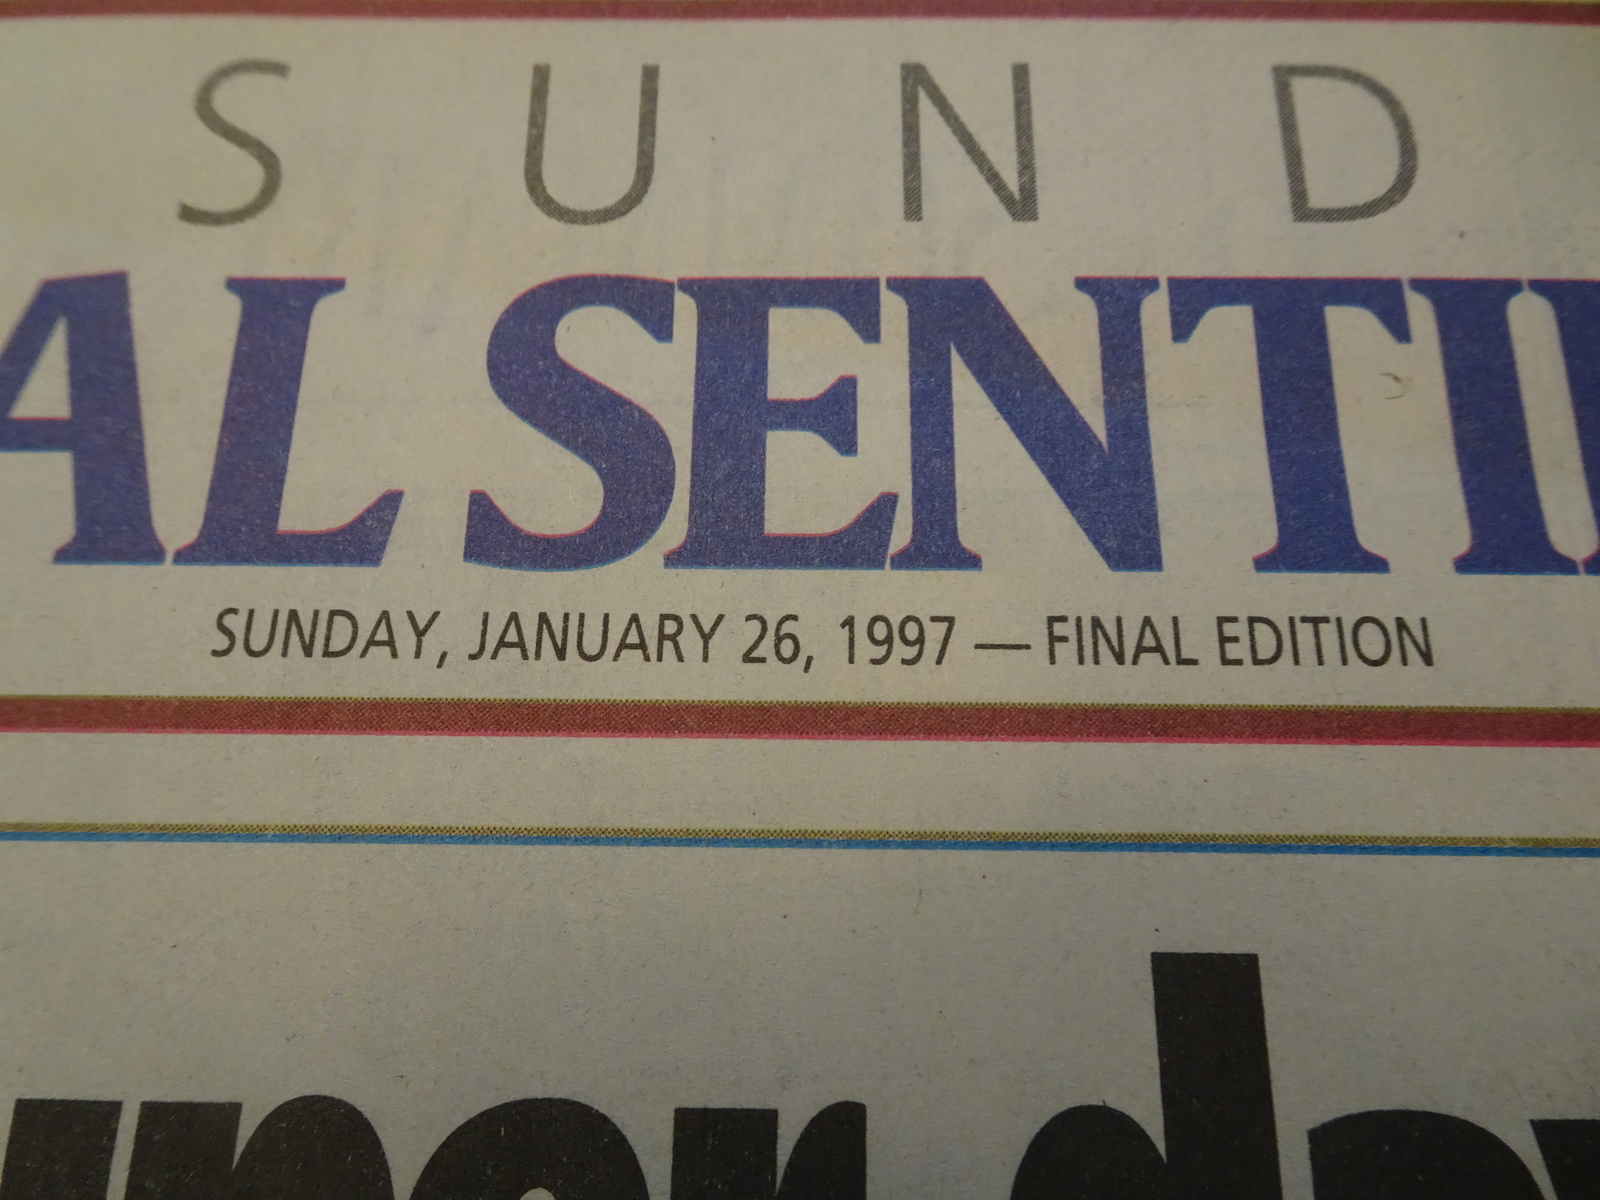 S U N D
AL SENTI
SUNDAY, JANUARY 26, 1997 — FINAL EDITION